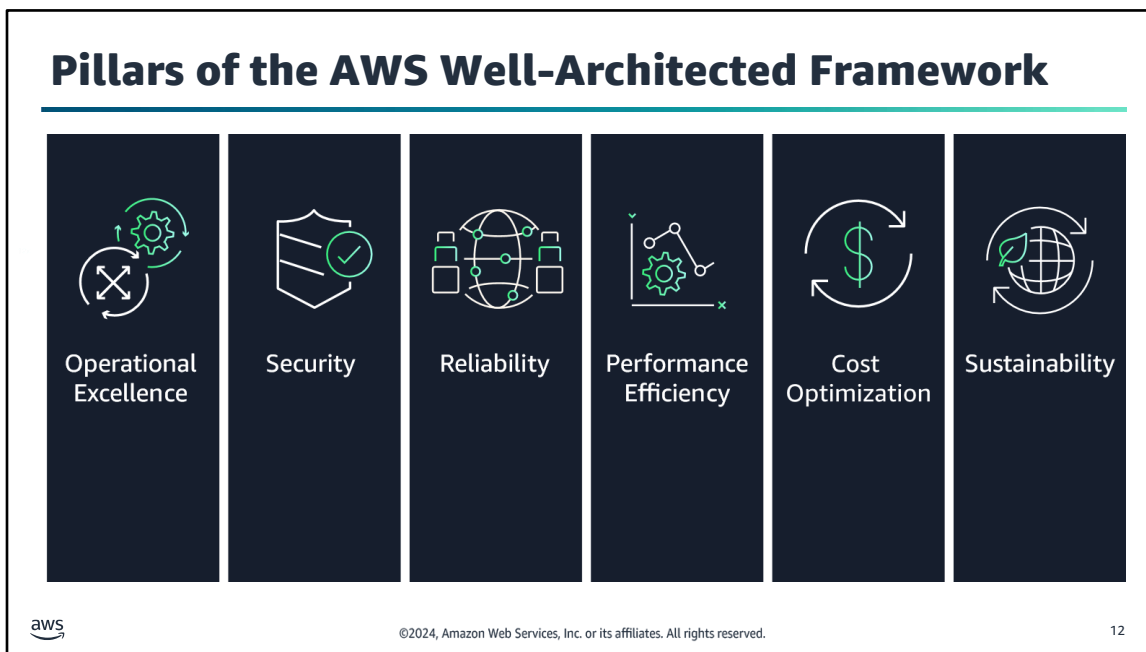 Pillars of the AWS Well-Architected Framework
Operational
Excellence
Security
Reliability
Performance
Efficiency
Cost
Optimization
Sustainability
aws
©2024, Amazon Web Services, Inc. or its affiliates. All rights reserved.
12